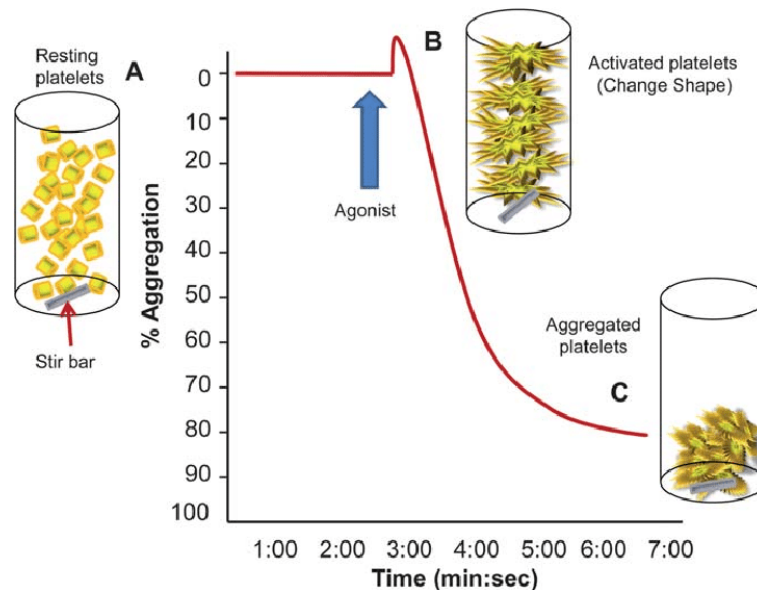 Resting
platelets
A
Stir bar
% Aggregation
0
10
20
30
40
50
60
70
80
90
100
Agonist
B
Activated platelets
(Change Shape)
Aggregated
platelets
C
1:00 2:00 3:00 4:00 5:00 6:00 7:00
Time (min:sec)